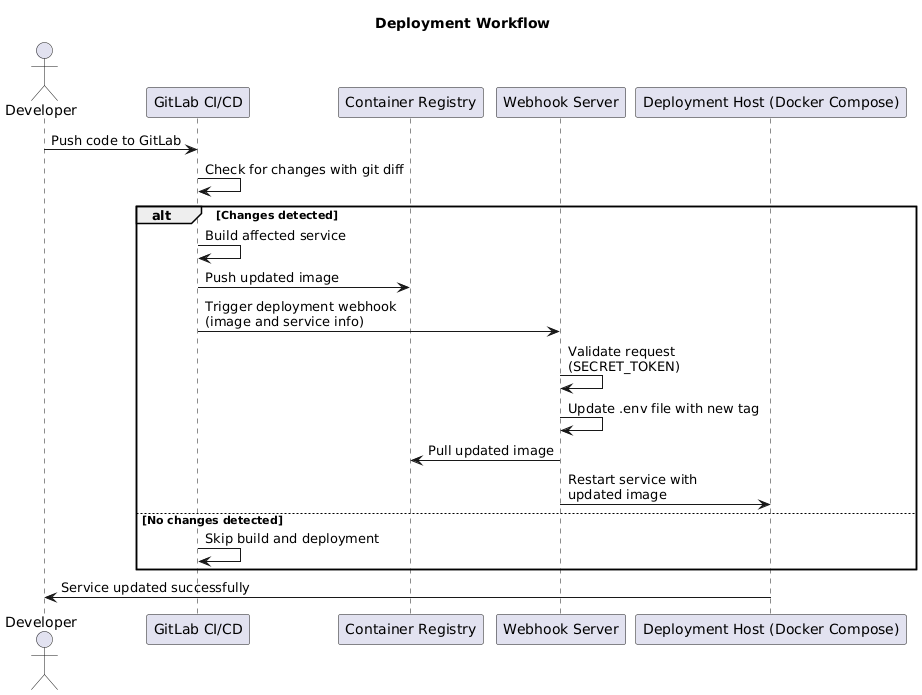 Deployment Workflow
Developer
GitLab CI/CD
Container Registry
Webhook Server
Deployment Host (Docker Compose)
Push code to GitLab
Check for changes with git diff
alt
[Changes detected]
Build affected service
Push updated image
Trigger deployment webhook
(image and service info)
Validate request
(SECRET_TOKEN)
Update .env file with new tag
Pull updated image
Restart service with
updated image
[No changes detected]
Skip build and deployment
Service updated successfully
Developer
GitLab CI/CD
Container Registry
Webhook Server
Deployment Host (Docker Compose)